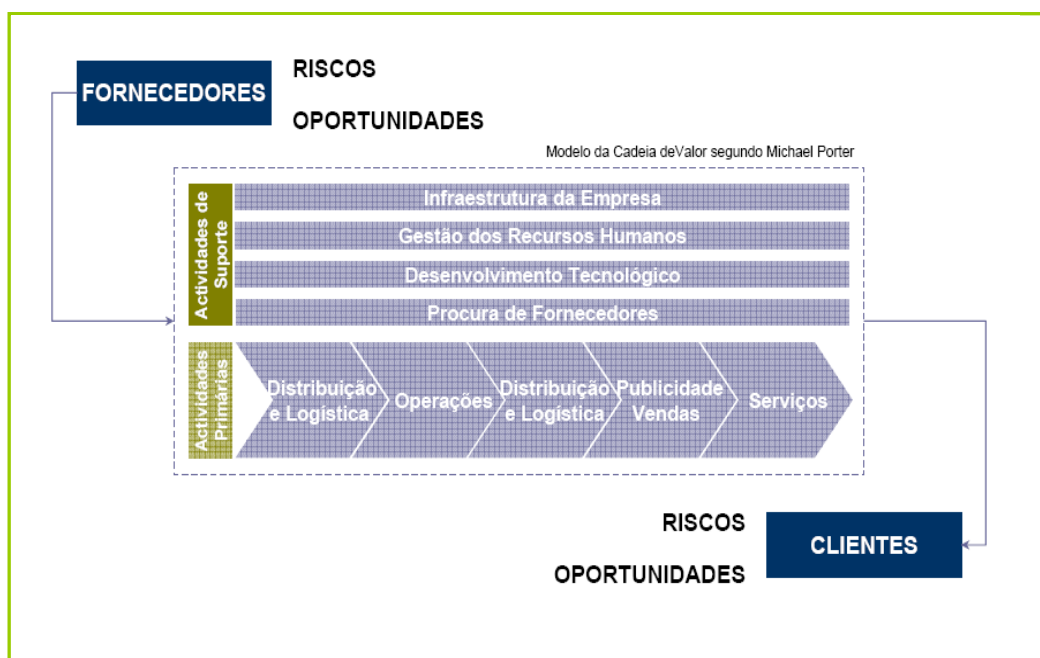 FORNECEDORES
RISCOS
OPORTUNIDADES
Modelo da Cadeia deValor segundo Michael Porter
Actividades de
Suporte
Infraestrutura da Empresa
Gestão dos Recursos Humanos
Desenvolvimento Tecnológico
Procura de Fornecedores
Actividades
Primárias
Distribuição
e Logística
Operações
Distribuição
e Logística
Publicidade
Vendas
Serviços
RISCOS
OPORTUNIDADES
CLIENTES